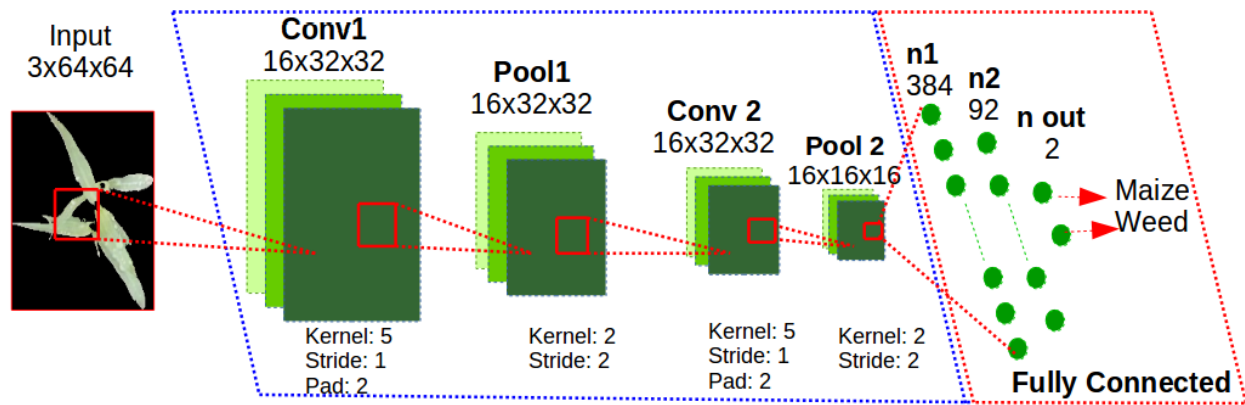 Input
3x64x64
Conv1
16x32x32
Pool1
16x32x32
Conv 2
16x32x32
Pool 2
16x16x16
n1
384
n2
92
n out
2
Maize
Weed
Kernel: 5
Stride: 1
Pad: 2
Kernel: 2
Stride: 2
Kernel: 5
Stride: 1
Pad: 2
Kernel: 2
Stride: 2
Fully Connected